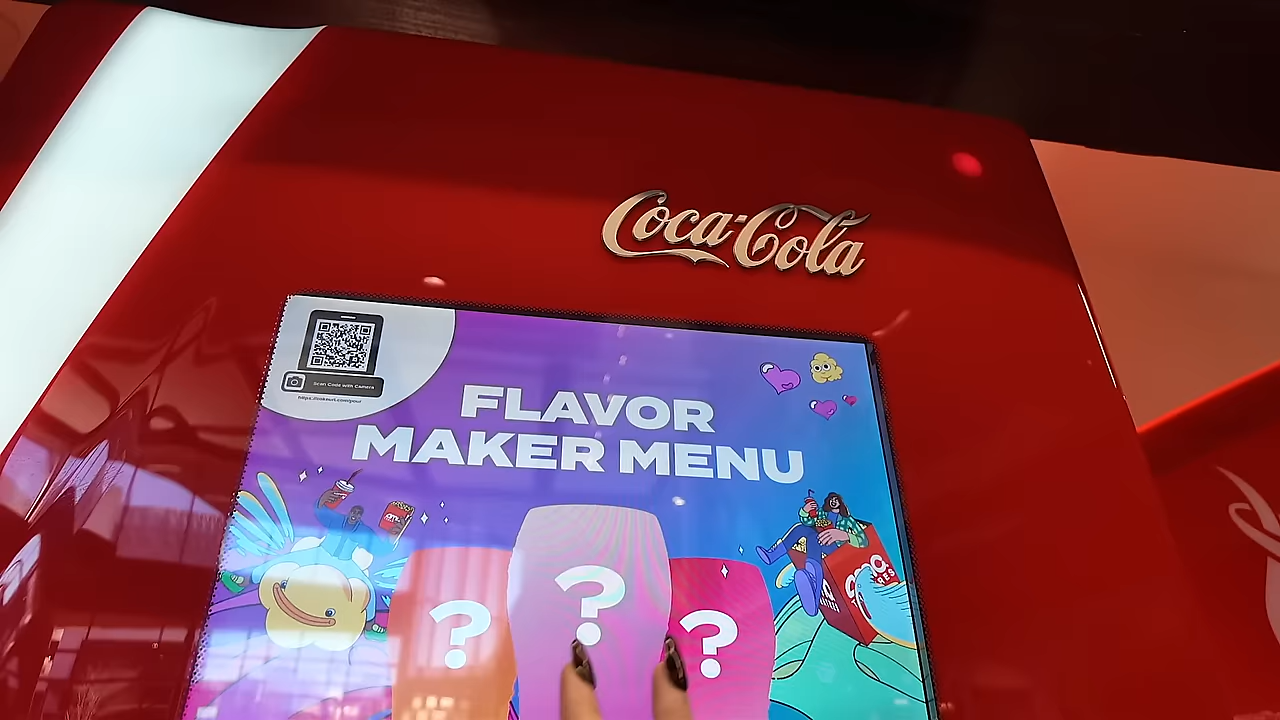 Coca-Cola
Scan Code with Camera
FLAVOR
MAKER MENU
? ? ?